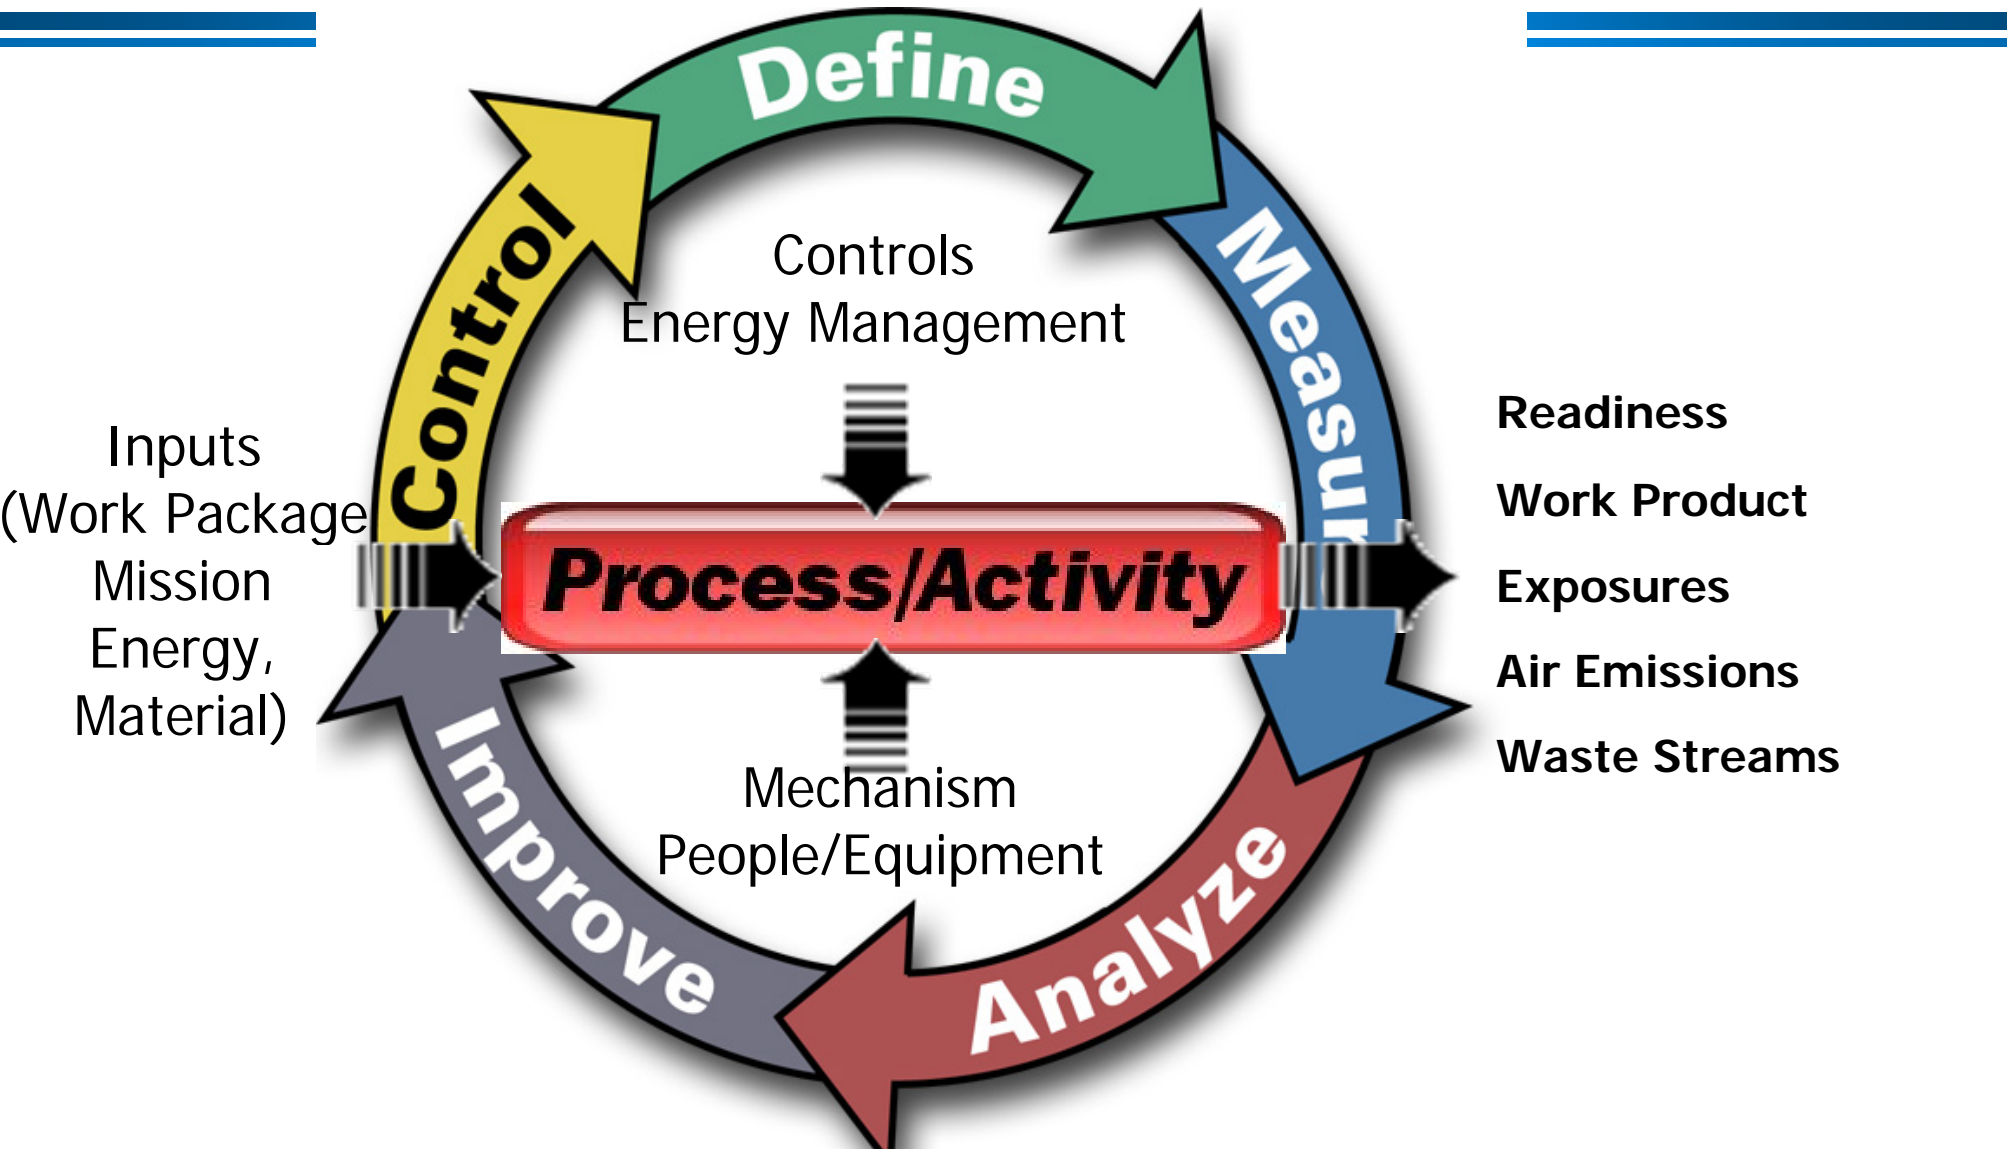 Define
Measur
Analyze
Improve
Control
Controls
Energy Management
Inputs
(Work Package
Mission
Energy,
Material)
Process/Activity
Mechanism
People/Equipment
Readiness
Work Product
Exposures
Air Emissions
Waste Streams